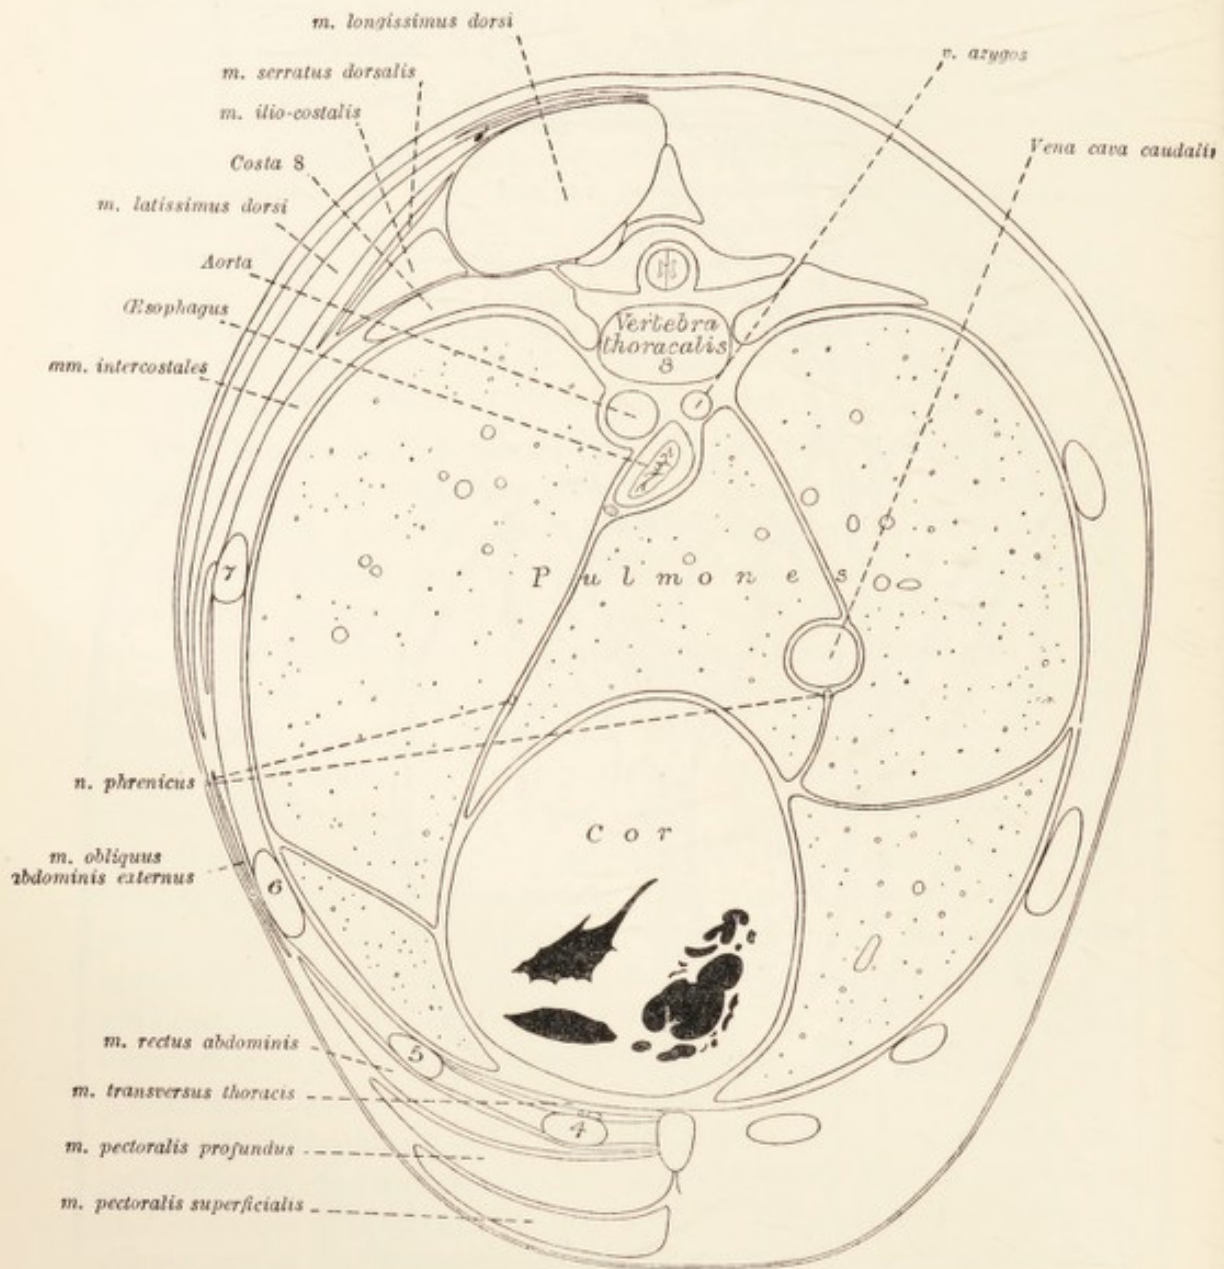 m. longissimus dorsi
m. serratus dorsalis
m. ilio-costalis
Costa 8
m. latissimus dorsi
Aorta
Œsophagus
mm. intercostales
v. azygos
Vena cava caudalis
Vertebra
thoracalis
8
7
Pulmones
n. phrenicus
Cor
m. obliquus
abdominis externus
6
m. rectus abdominis
5
m. transversus thoracis
4
m. pectoralis profundus
m. pectoralis superficialis